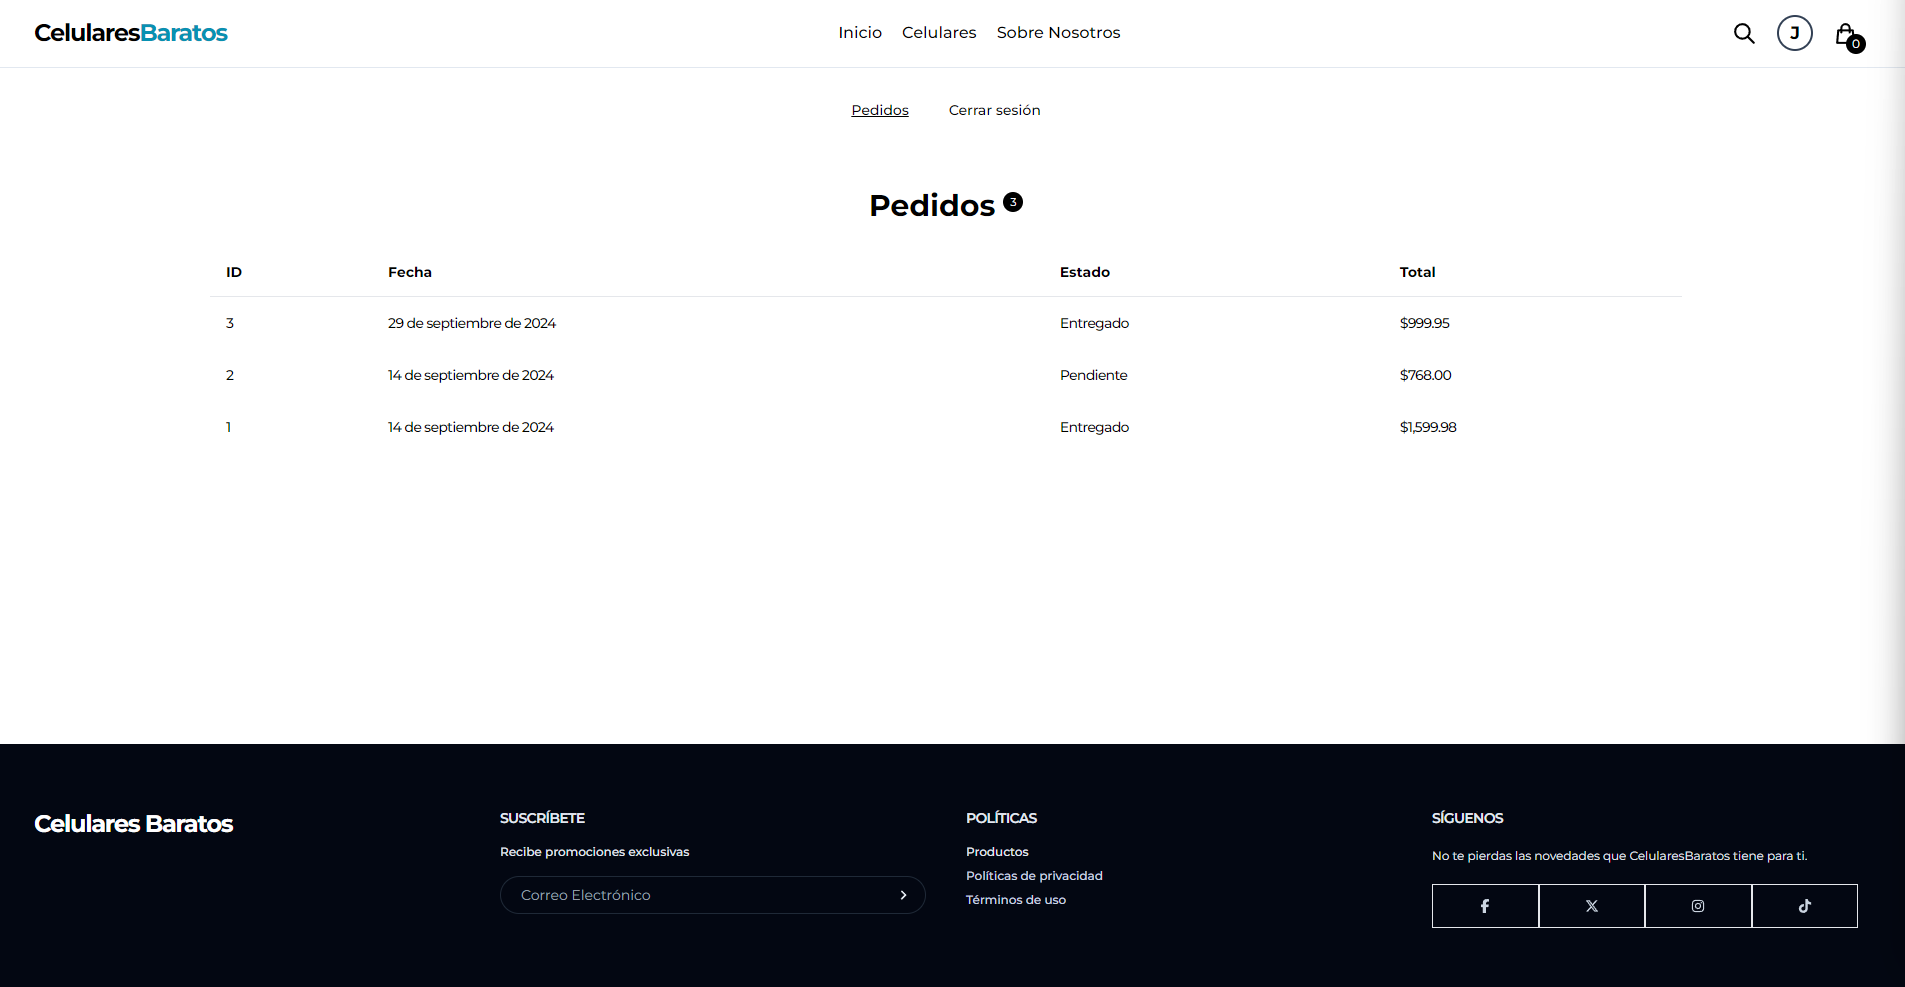 CelularesBaratos
Inicio Celulares Sobre Nosotros
J
0
Pedidos Cerrar sesión
Pedidos 3
ID Fecha Estado Total
3 29 de septiembre de 2024 Entregado $999.95
2 14 de septiembre de 2024 Pendiente $768.00
1 14 de septiembre de 2024 Entregado $1,599.98
Celulares Baratos
SUSCRÍBETE
Recibe promociones exclusivas
Correo Electrónico
POLÍTICAS
Productos
Políticas de privacidad
Términos de uso
SÍGUENOS
No te pierdas las novedades que CelularesBaratos tiene para ti.